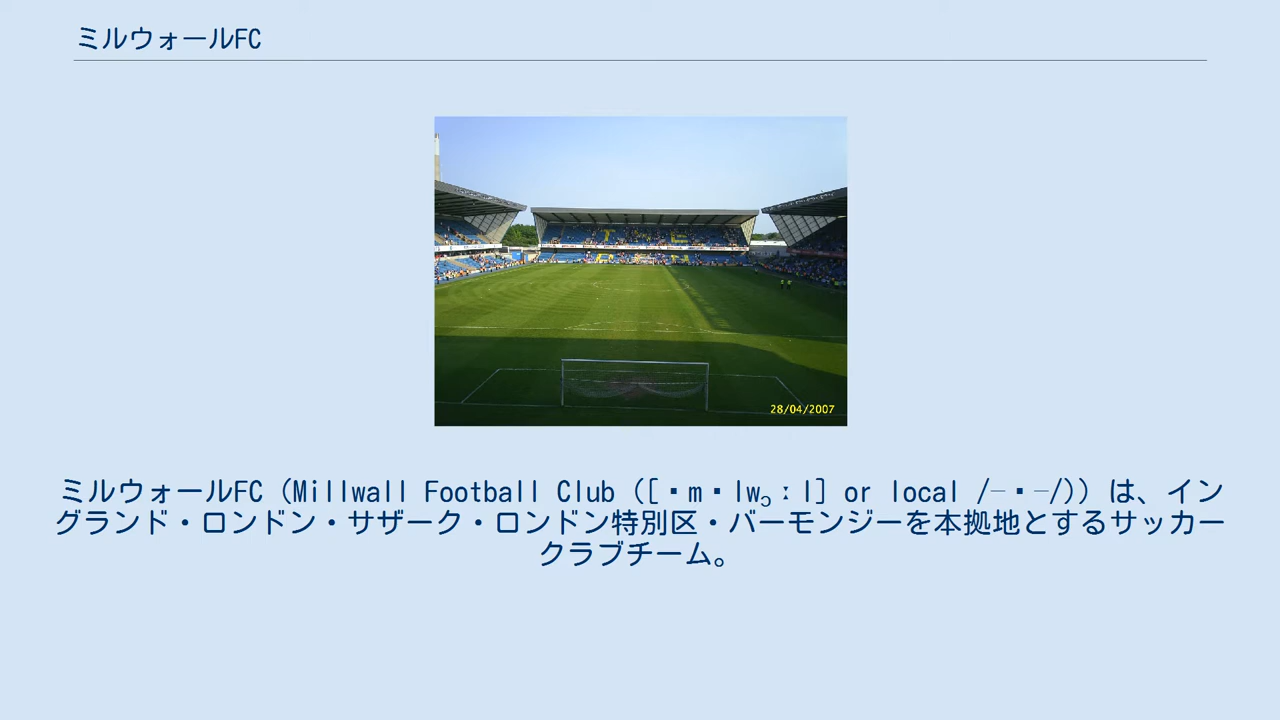 ミルウォールFC
28/04/2007
ミルウォールFC（Millwall Football Club（[▪m▪lwɔːl] or local /−▪−/））は、イン
グランド・ロンドン・サザーク・ロンドン特別区・バーモンジーを本拠地とするサッカー
クラブチーム。